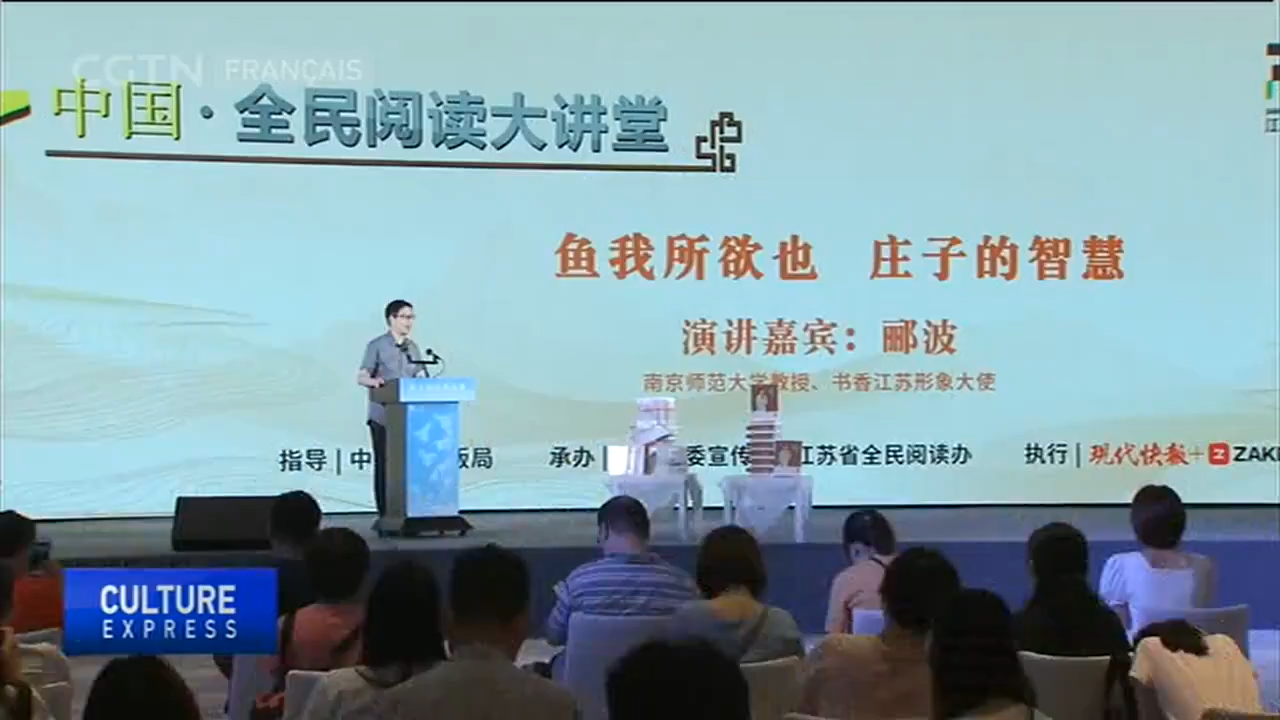 CGTN FRANÇAIS
中国·全民阅读大讲堂
鱼我所欲也 庄子的智慧
演讲嘉宾：郦波
南京师范大学教授、书香江苏形象大使
指导 | 中 版局 承办 | 委宣传 江苏省全民阅读办 执行 | 现代快报+ ZAKE
CULTURE
EXPRESS